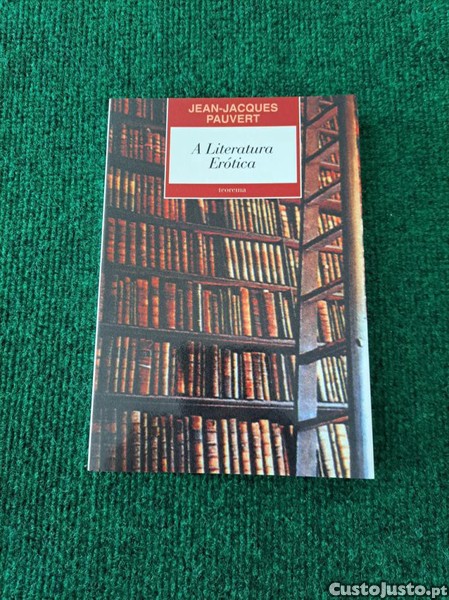 JEAN-JACQUES
PAUVERT
A Literatura
Erótica
teorema
CustoJusto.pt